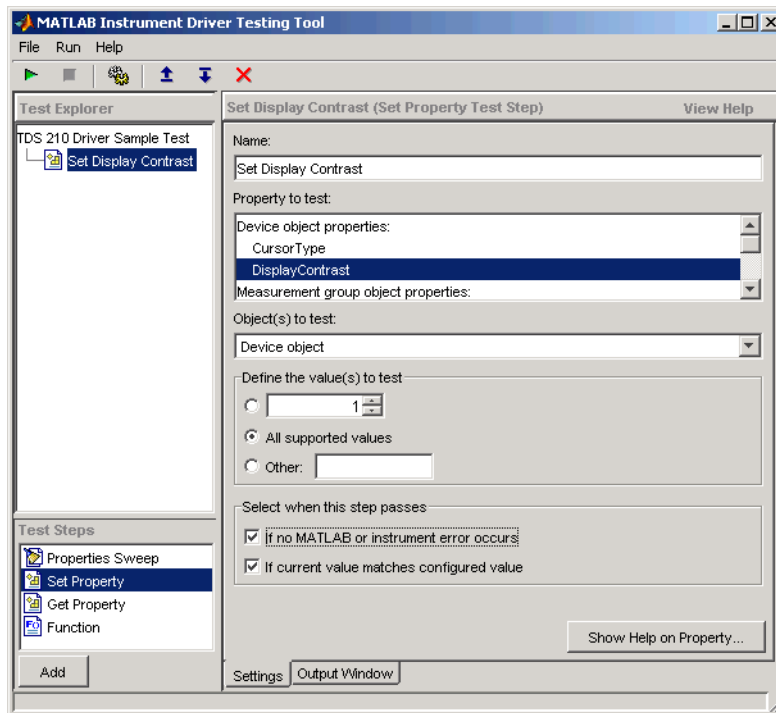 MATLAB Instrument Driver Testing Tool
File Run Help
Test Explorer
TDS 210 Driver Sample Test
Set Display Contrast
Test Steps
Properties Sweep
Set Property
Get Property
Function
Add
Set Display Contrast (Set Property Test Step) View Help
Name:
Set Display Contrast
Property to test:
Device object properties:
CursorType
DisplayContrast
Measurement group object properties:
Object(s) to test:
Device object
Define the value(s) to test
1
All supported values
Other:
Select when this step passes
If no MATLAB or instrument error occurs
If current value matches configured value
Show Help on Property...
Settings Output Window